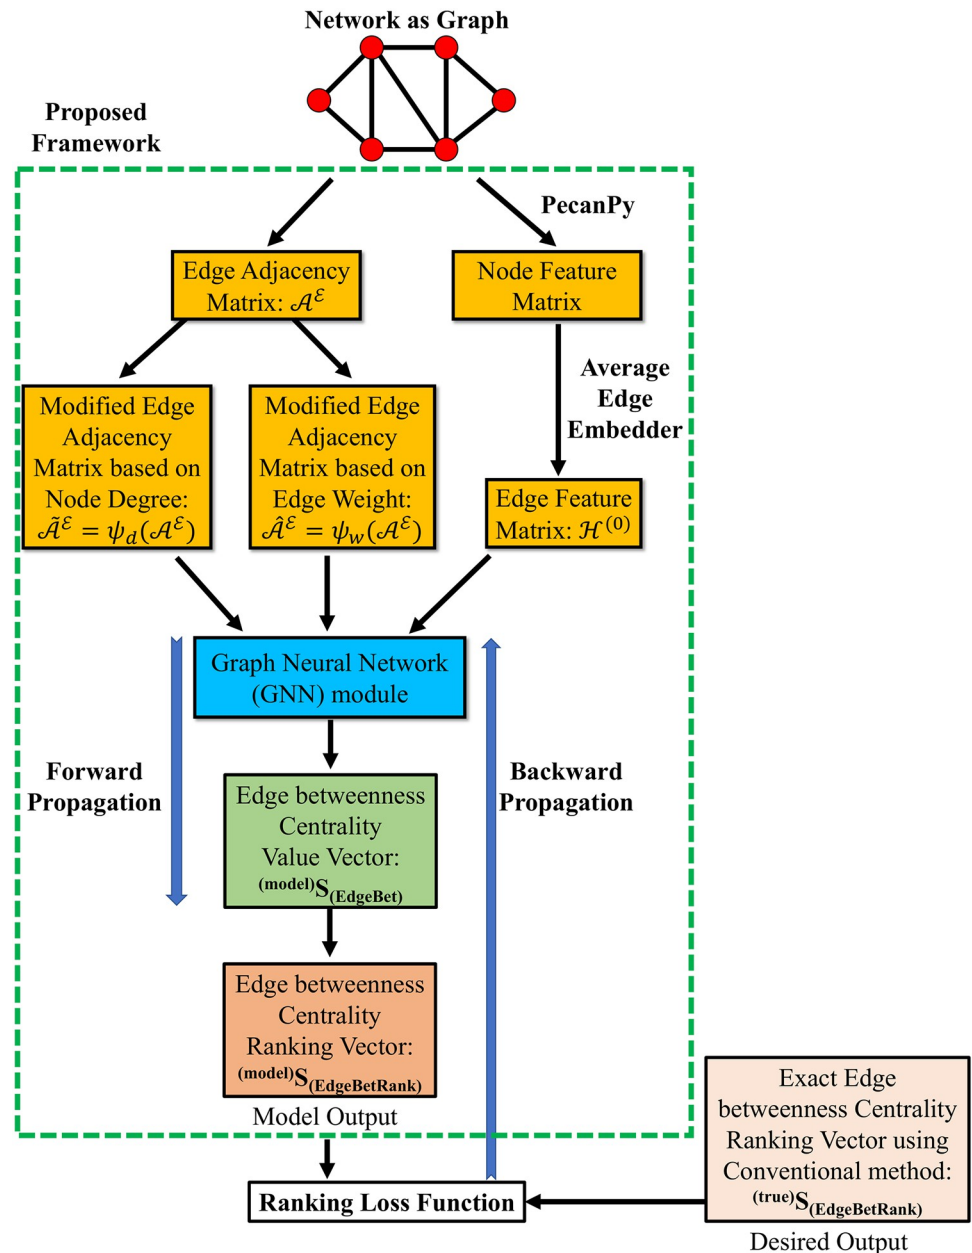 Network as Graph
Proposed
Framework
PecanPy
Edge Adjacency
Matrix: 𝒜^ℰ
Node Feature
Matrix
Average
Edge
Embedder
Modified Edge
Adjacency
Matrix based on
Node Degree:
𝒜̃^ℰ = ψ_d(𝒜^ℰ)
Modified Edge
Adjacency
Matrix based on
Edge Weight:
𝒜̂^ℰ = ψ_w(𝒜^ℰ)
Edge Feature
Matrix: ℋ^(0)
Graph Neural Network
(GNN) module
Forward
Propagation
Backward
Propagation
Edge betweenness
Centrality
Value Vector:
(model)S(EdgeBet)
Edge betweenness
Centrality
Ranking Vector:
(model)S(EdgeBetRank)
Model Output
Exact Edge
betweenness Centrality
Ranking Vector using
Conventional method:
(true)S(EdgeBetRank)
Desired Output
Ranking Loss Function